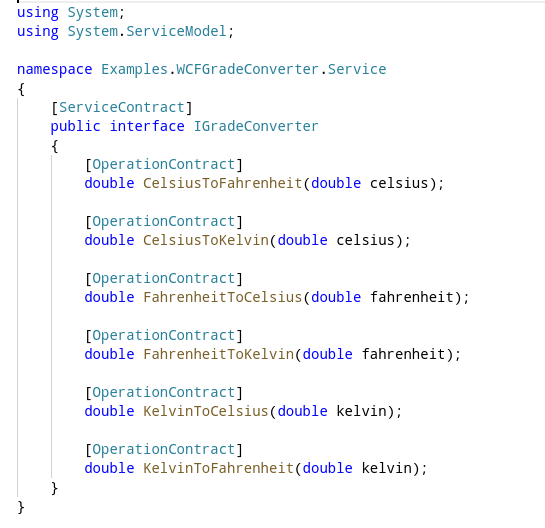 using System;
using System.ServiceModel;
namespace Examples.WCFGradeConverter.Service
{
[ServiceContract]
public interface IGradeConverter
{
[OperationContract]
double CelsiusToFahrenheit(double celsius);
[OperationContract]
double CelsiusToKelvin(double celsius);
[OperationContract]
double FahrenheitToCelsius(double fahrenheit);
[OperationContract]
double FahrenheitToKelvin(double fahrenheit);
[OperationContract]
double KelvinToCelsius(double kelvin);
[OperationContract]
double KelvinToFahrenheit(double kelvin);
}
}